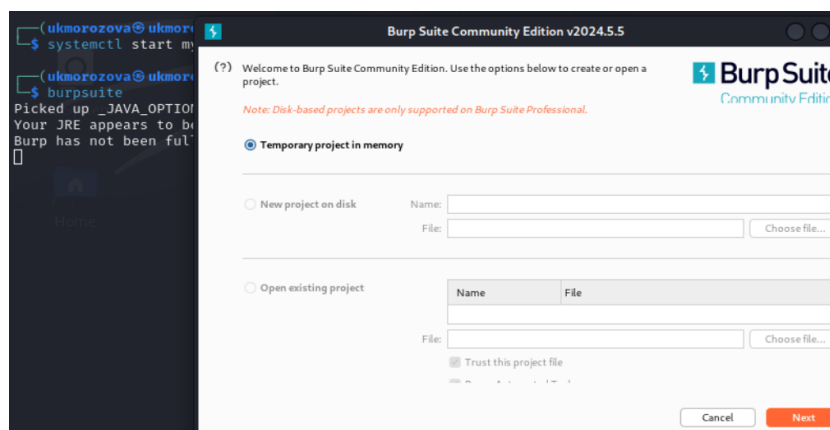 (ukmorozova㉿ukmor
$ systemctl start my
(ukmorozova㉿ukmor
$ burpsuite
Picked up _JAVA_OPTION
Your JRE appears to be
Burp has not been ful
Home
Burp Suite Community Edition v2024.5.5
(?) Welcome to Burp Suite Community Edition. Use the options below to create or open a
project.
Burp Suite
Community Edition
Note: Disk-based projects are only supported on Burp Suite Professional.
Temporary project in memory
New project on disk
Name:
File:
Choose file...
Open existing project
Name
File
File:
Choose file...
Trust this project file
Cancel
Next